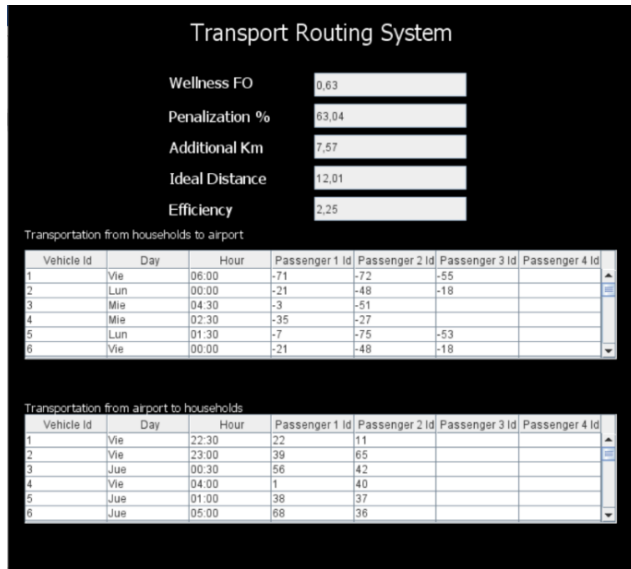 Transport Routing System
Wellness FO 0,63
Penalization % 63,04
Additional Km 7,57
Ideal Distance 12,01
Efficiency 2,25
Transportation from households to airport
Vehicle Id Day Hour Passenger 1 Id Passenger 2 Id Passenger 3 Id Passenger 4 Id
1 Vie 06:00 -71 -72 -55
2 Lun 00:00 -21 -48 -18
3 Mie 04:30 -3 -51
4 Mie 02:30 -35 -27
5 Lun 01:30 -7 -75 -53
6 Vie 00:00 -21 -48 -18
Transportation from airport to households
Vehicle Id Day Hour Passenger 1 Id Passenger 2 Id Passenger 3 Id Passenger 4 Id
1 Vie 22:30 22 11
2 Vie 23:00 39 65
3 Jue 00:30 56 42
4 Vie 04:00 1 40
5 Jue 01:00 38 37
6 Jue 05:00 68 36